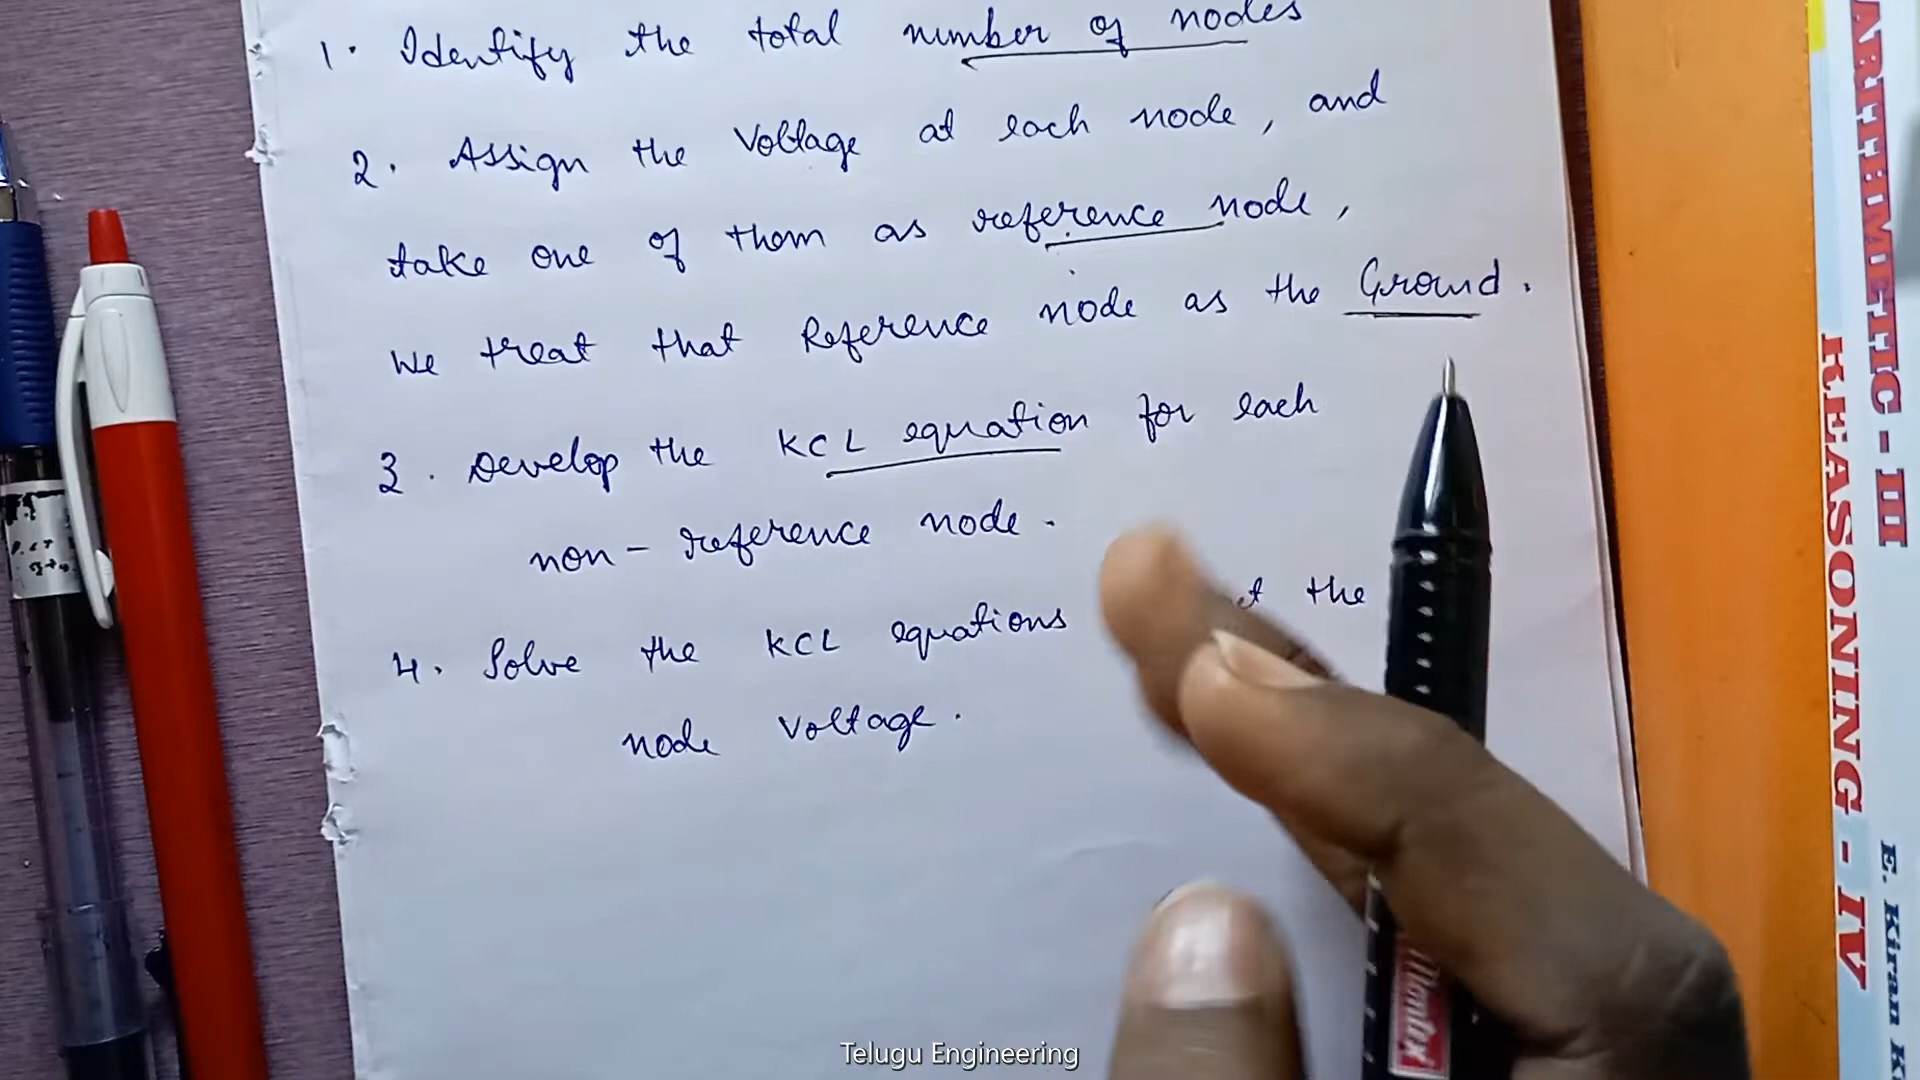 1. Identify the total number of nodes
2. Assign the Voltage at each node, and
take one of them as reference node,
we treat that Reference node as the Ground.
3. Develop the KCL equation for each
non-reference node.
4. Solve the KCL equations the
node voltage.
ARITHMETIC - III
REASONING - IV
E. Kiran K
Telugu Engineering